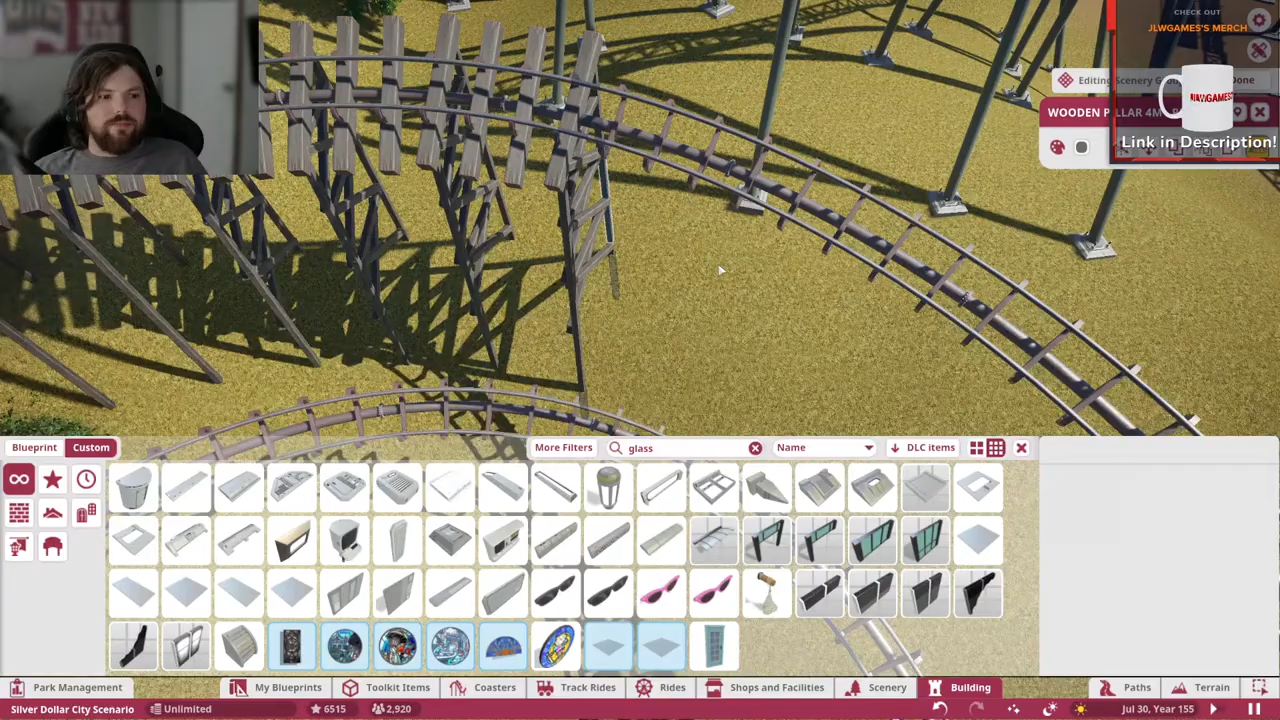 CHECK OUT
JLWGAMES'S MERCH
Editing Scenery
Done
WOODEN P LLAR 4M
JLWGAMES
Link in Description!
Blueprint
Custom
More Filters
glass
Name
DLC items
Park Management
My Blueprints
Toolkit Items
Coasters
Track Rides
Rides
Shops and Facilities
Scenery
Building
Paths
Terrain
Silver Dollar City Scenario
Unlimited
6515
2,920
Jul 30, Year 155